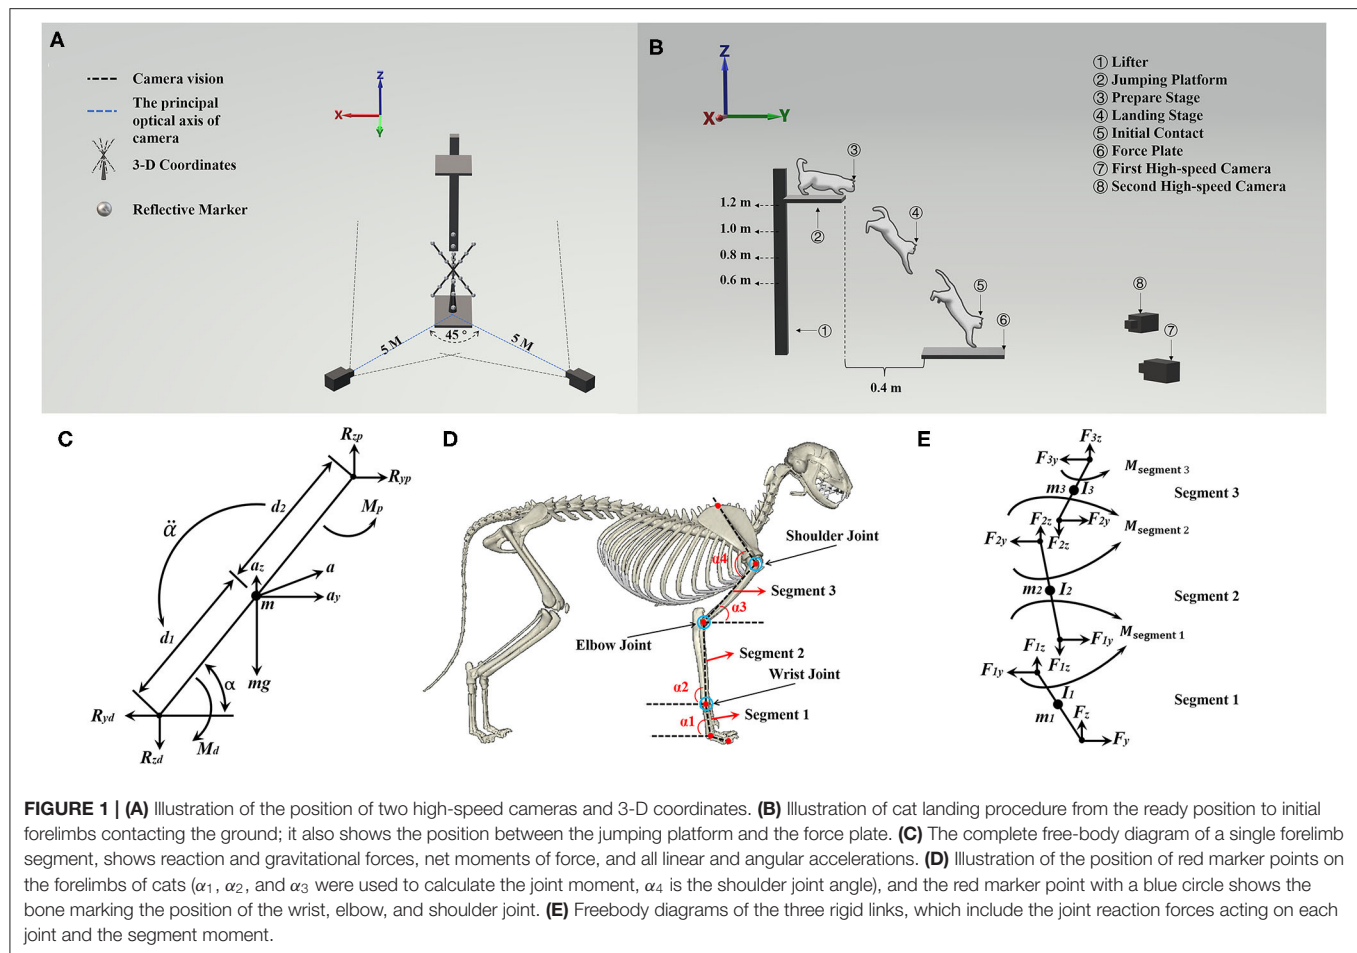 A
Camera vision
The principal
optical axis of
camera
3-D Coordinates
Reflective Marker
Z
X
Y
5 M
45 °
5 M
B
Z
X
Y
① Lifter
② Jumping Platform
③ Prepare Stage
④ Landing Stage
⑤ Initial Contact
⑥ Force Plate
⑦ First High-speed Camera
⑧ Second High-speed Camera
③
1.2 m
1.0 m
0.8 m
0.6 m
②
④
⑤
①
⑥
⑧
⑦
0.4 m
C
Rzp
Ryp
d2
Mp
α̈
az
a
m
ay
d1
mg
α
Ryd
Rzd
Md
D
Shoulder Joint
α4
Segment 3
α3
Elbow Joint
Segment 2
Wrist Joint
α2
α1
Segment 1
E
F3z
F3y
Msegment 3
m3
I3
Segment 3
F2z
F2y
Msegment 2
F2y
F2z
m2
I2
Segment 2
F1z
F1y
Msegment 1
F1y
F1z
I1
Segment 1
m1
Fz
Fy
FIGURE 1 | (A) Illustration of the position of two high-speed cameras and 3-D coordinates. (B) Illustration of cat landing procedure from the ready position to initial
forelimbs contacting the ground; it also shows the position between the jumping platform and the force plate. (C) The complete free-body diagram of a single forelimb
segment, shows reaction and gravitational forces, net moments of force, and all linear and angular accelerations. (D) Illustration of the position of red marker points on
the forelimbs of cats (α1, α2, and α3 were used to calculate the joint moment, α4 is the shoulder joint angle), and the red marker point with a blue circle shows the
bone marking the position of the wrist, elbow, and shoulder joint. (E) Freebody diagrams of the three rigid links, which include the joint reaction forces acting on each
joint and the segment moment.